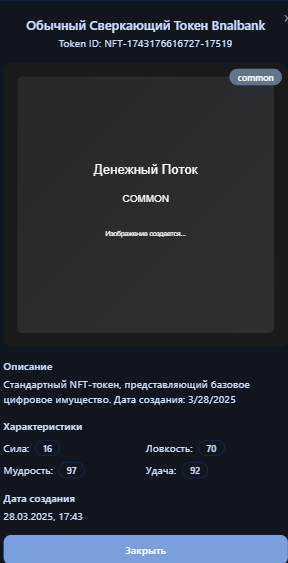 Обычный Сверкающий Токен Bnalbank
Token ID: NFT-1743176616727-17519
common
Денежный Поток
COMMON
Изображение создается...
Описание
Стандартный NFT-токен, представляющий базовое
цифровое имущество. Дата создания: 3/28/2025
Характеристики
Сила: 16 Ловкость: 70
Мудрость: 97 Удача: 92
Дата создания
28.03.2025, 17:43
Закрыть